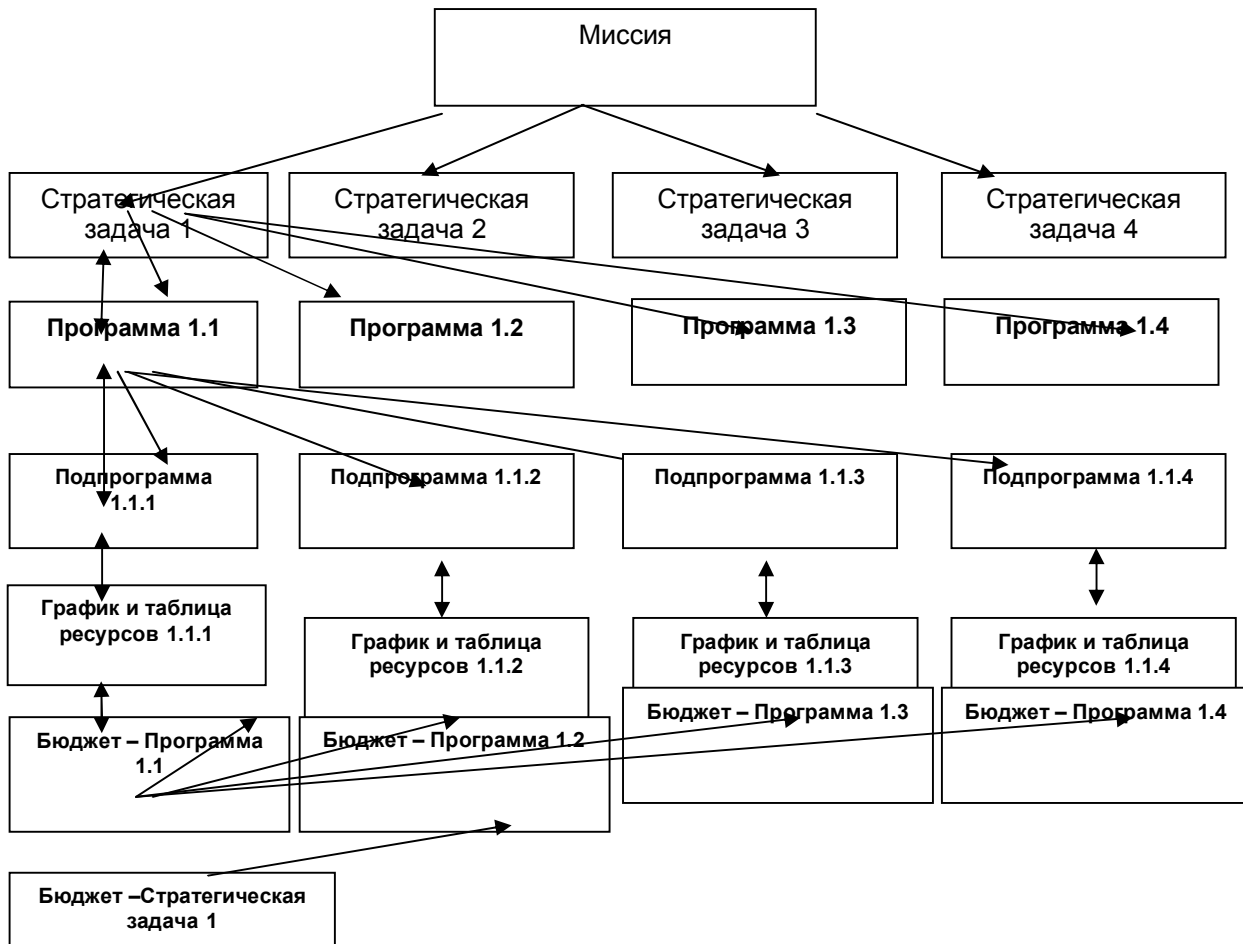 Миссия
Стратегическая
задача 1
Стратегическая
задача 2
Стратегическая
задача 3
Стратегическая
задача 4
Программа 1.1
Программа 1.2
Программа 1.3
Программа 1.4
Подпрограмма
1.1.1
Подпрограмма 1.1.2
Подпрограмма 1.1.3
Подпрограмма 1.1.4
График и таблица
ресурсов 1.1.1
График и таблица
ресурсов 1.1.2
График и таблица
ресурсов 1.1.3
График и таблица
ресурсов 1.1.4
Бюджет – Программа
1.1
Бюджет – Программа 1.2
Бюджет – Программа 1.3
Бюджет – Программа 1.4
Бюджет –Стратегическая
задача 1